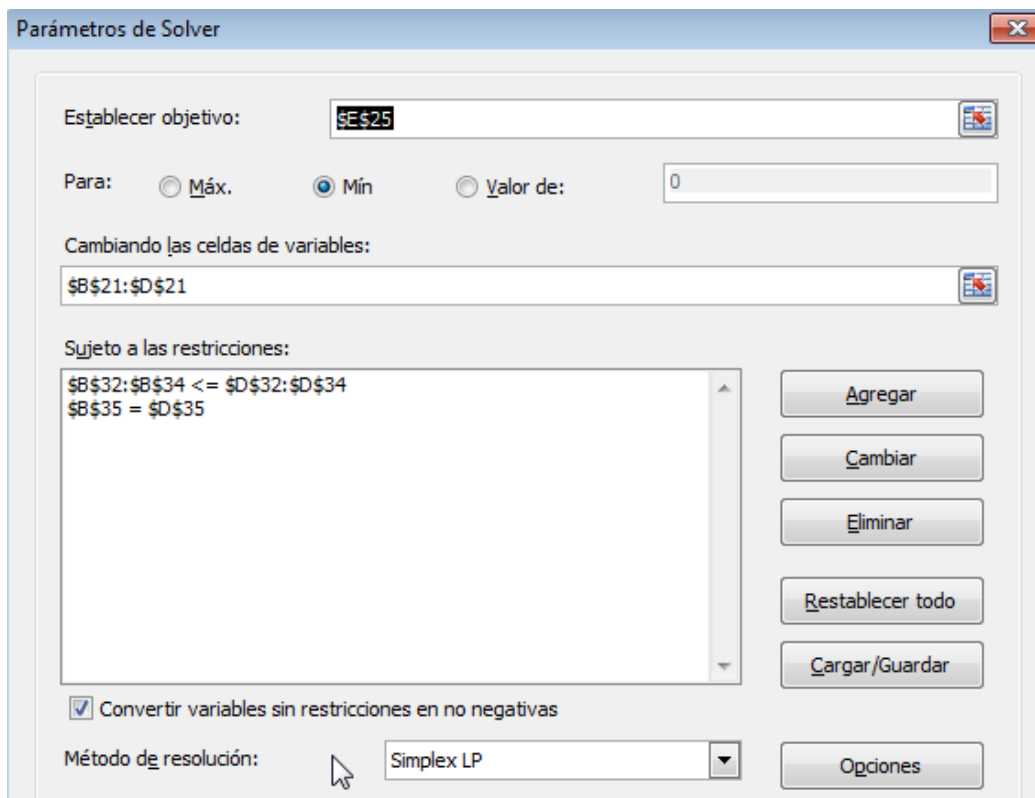 Parámetros de Solver
Establecer objetivo: $E$25
Para: Máx. Mín Valor de: 0
Cambiando las celdas de variables:
$B$21:$D$21
Sujeto a las restricciones:
$B$32:$B$34 <= $D$32:$D$34
$B$35 = $D$35
Agregar
Cambiar
Eliminar
Restablecer todo
Cargar/Guardar
Convertir variables sin restricciones en no negativas
Método de resolución: Simplex LP Opciones